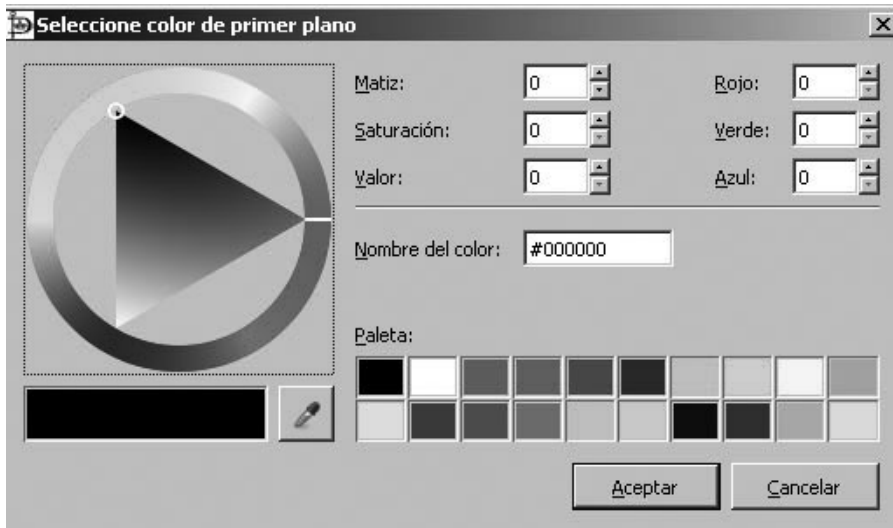 Seleccione color de primer plano
Matiz: 0 Rojo: 0
Saturación: 0 Verde: 0
Valor: 0 Azul: 0
Nombre del color: #000000
Paleta:
Aceptar Cancelar